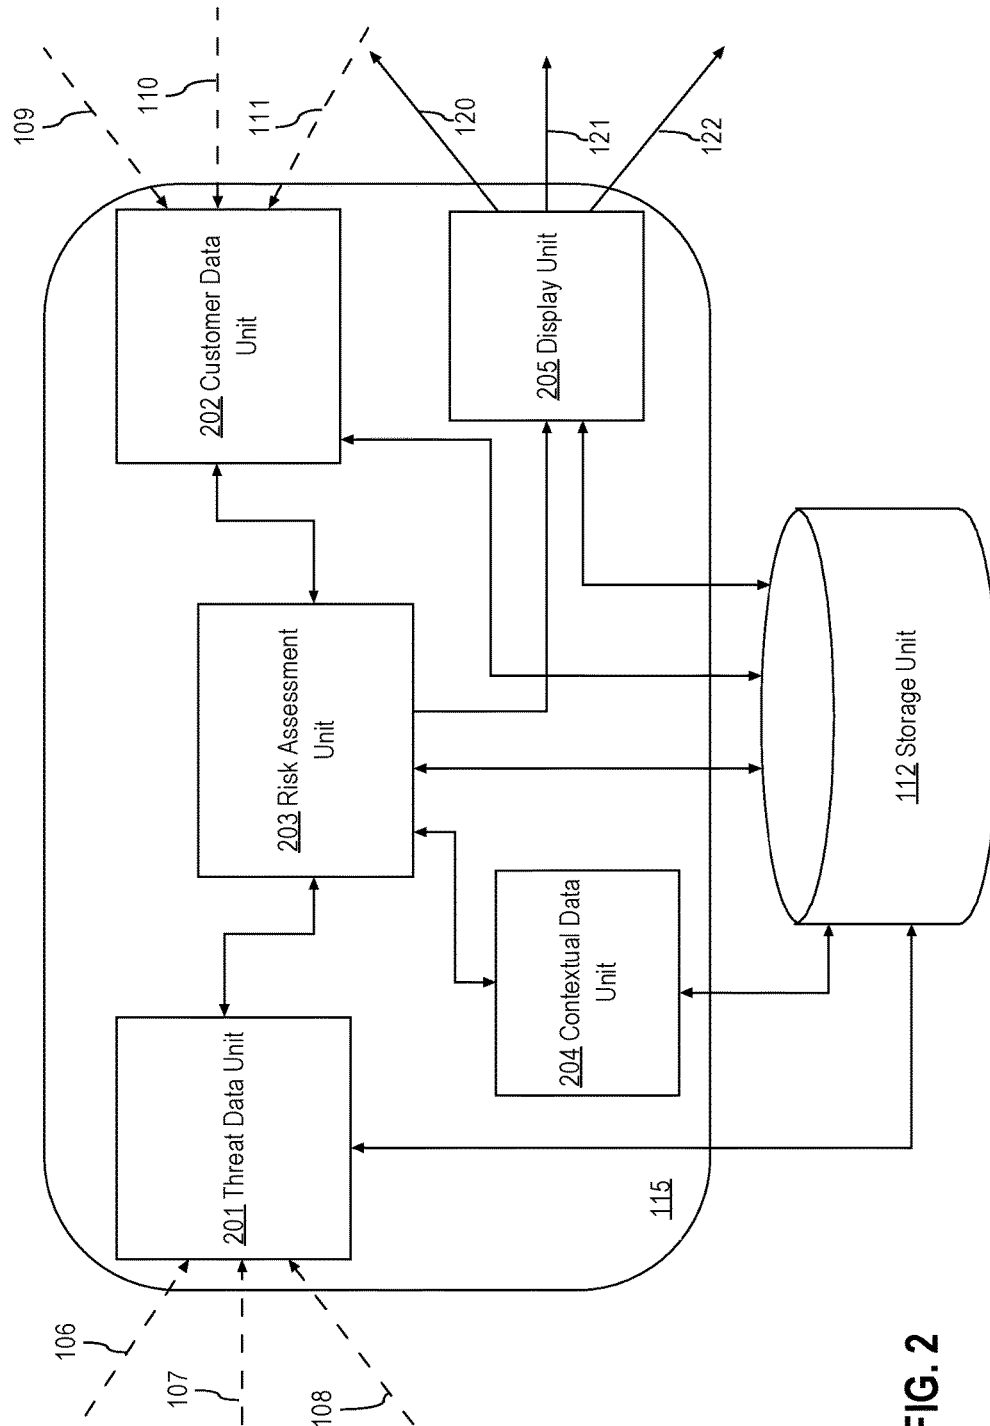 106
107
108
201 Threat Data Unit
203 Risk Assessment
Unit
202 Customer Data
Unit
109
110
111
204 Contextual Data
Unit
205 Display Unit
120
121
122
115
112 Storage Unit
FIG. 2